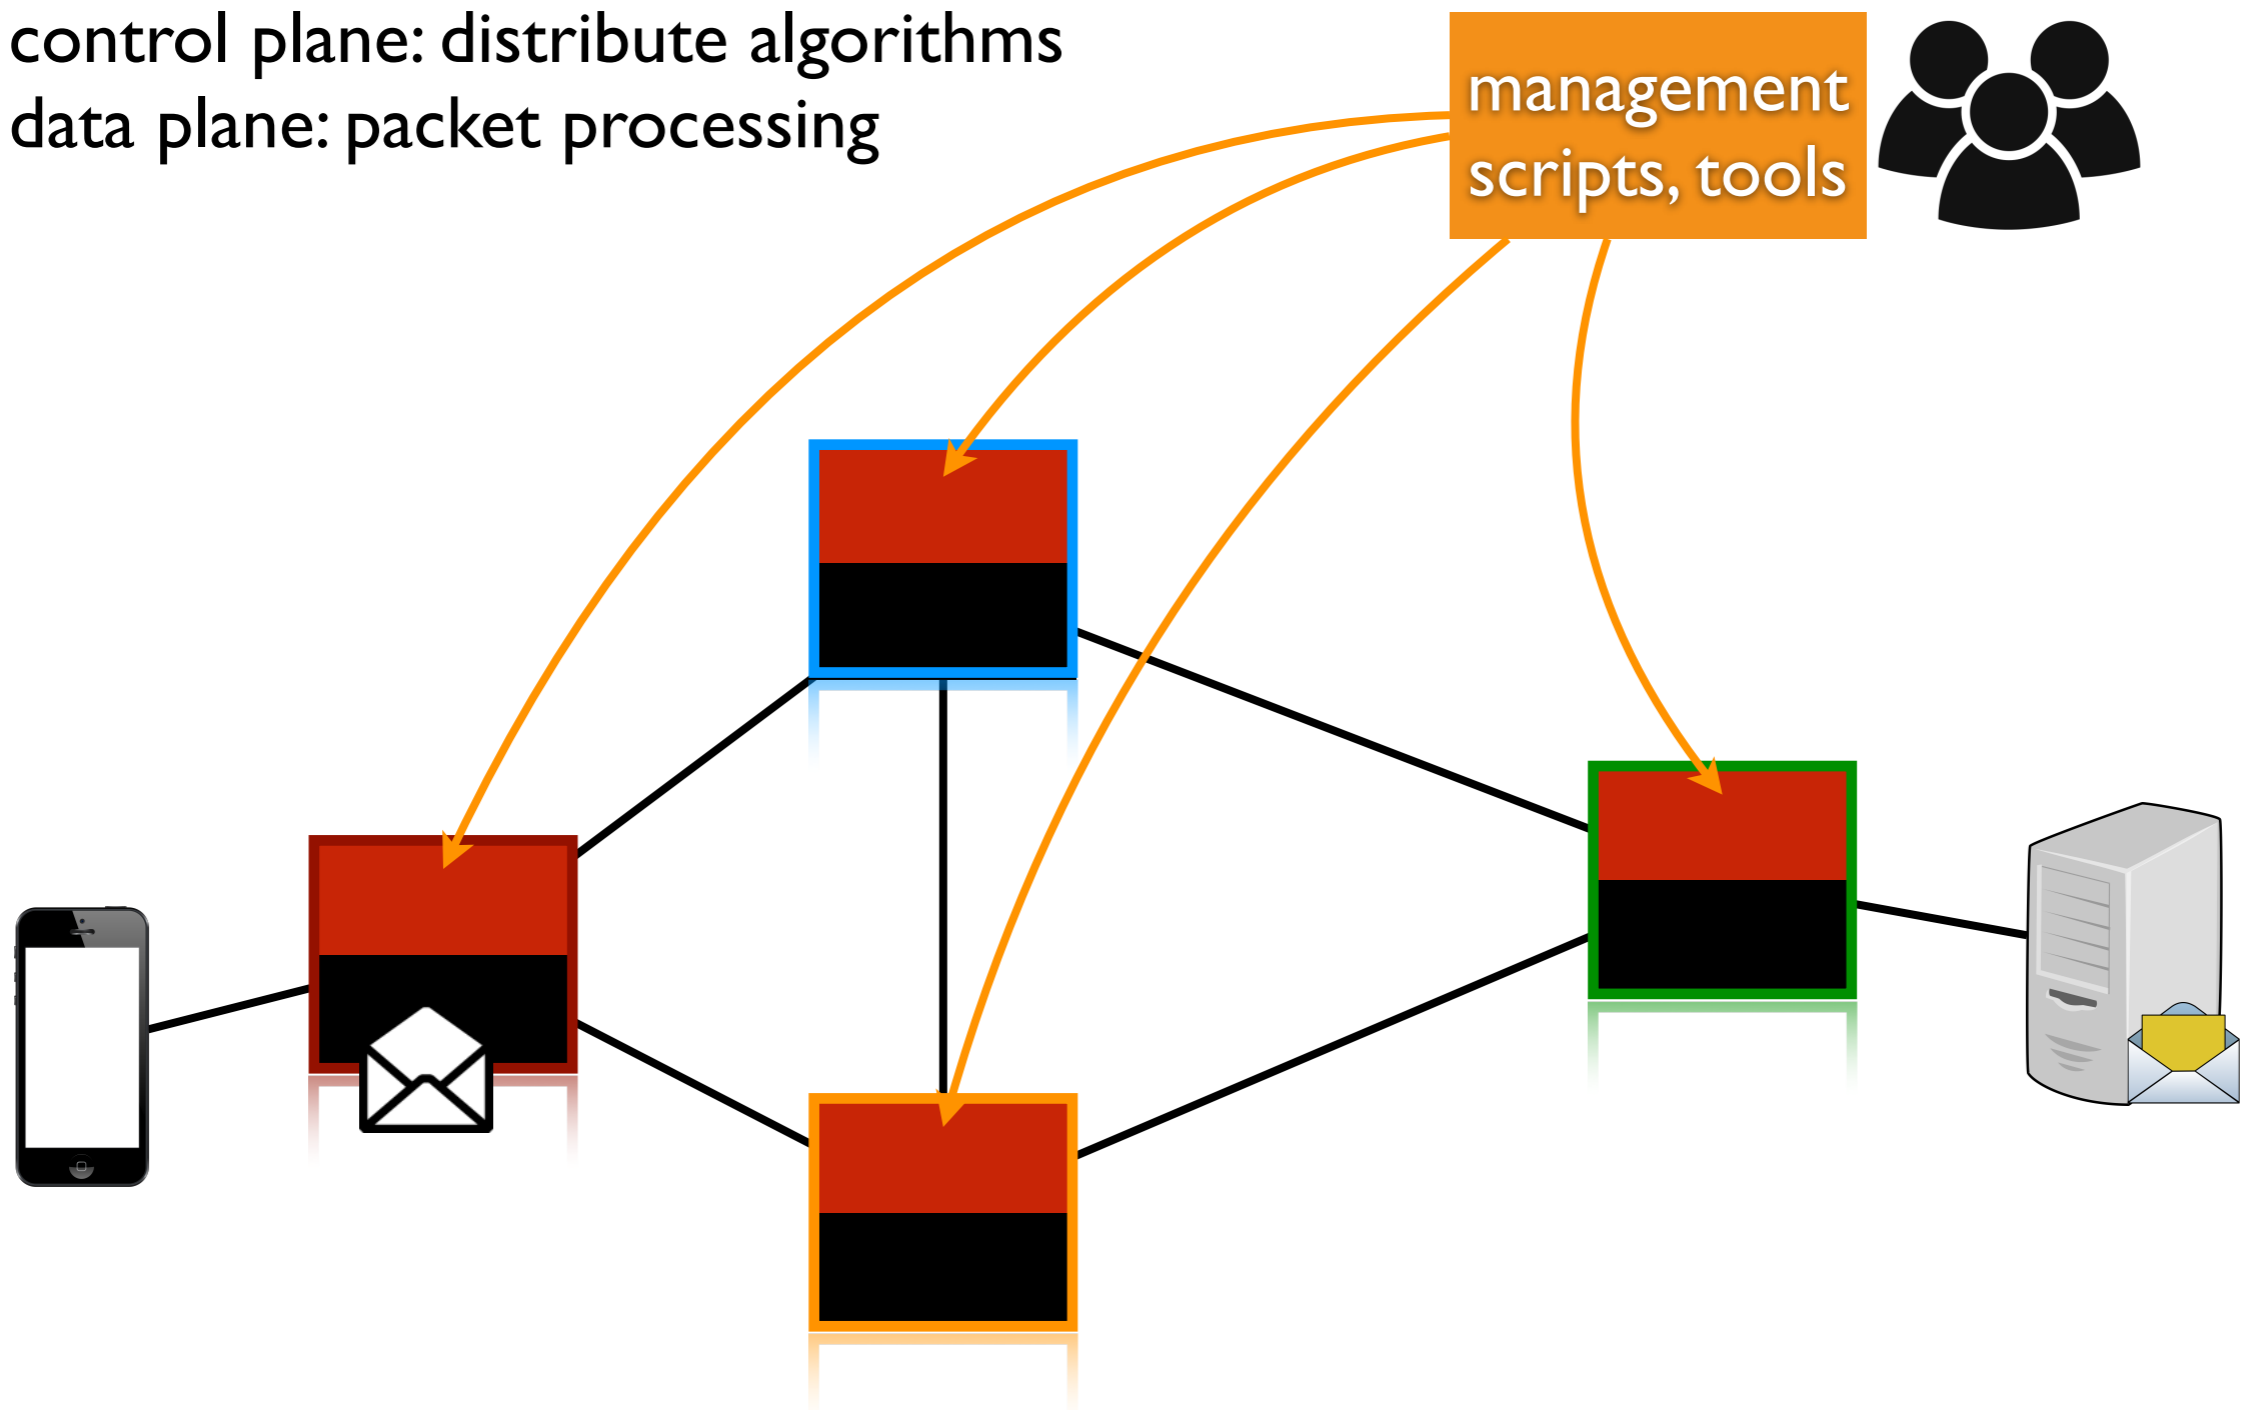 control plane: distribute algorithms
data plane: packet processing
management
scripts, tools